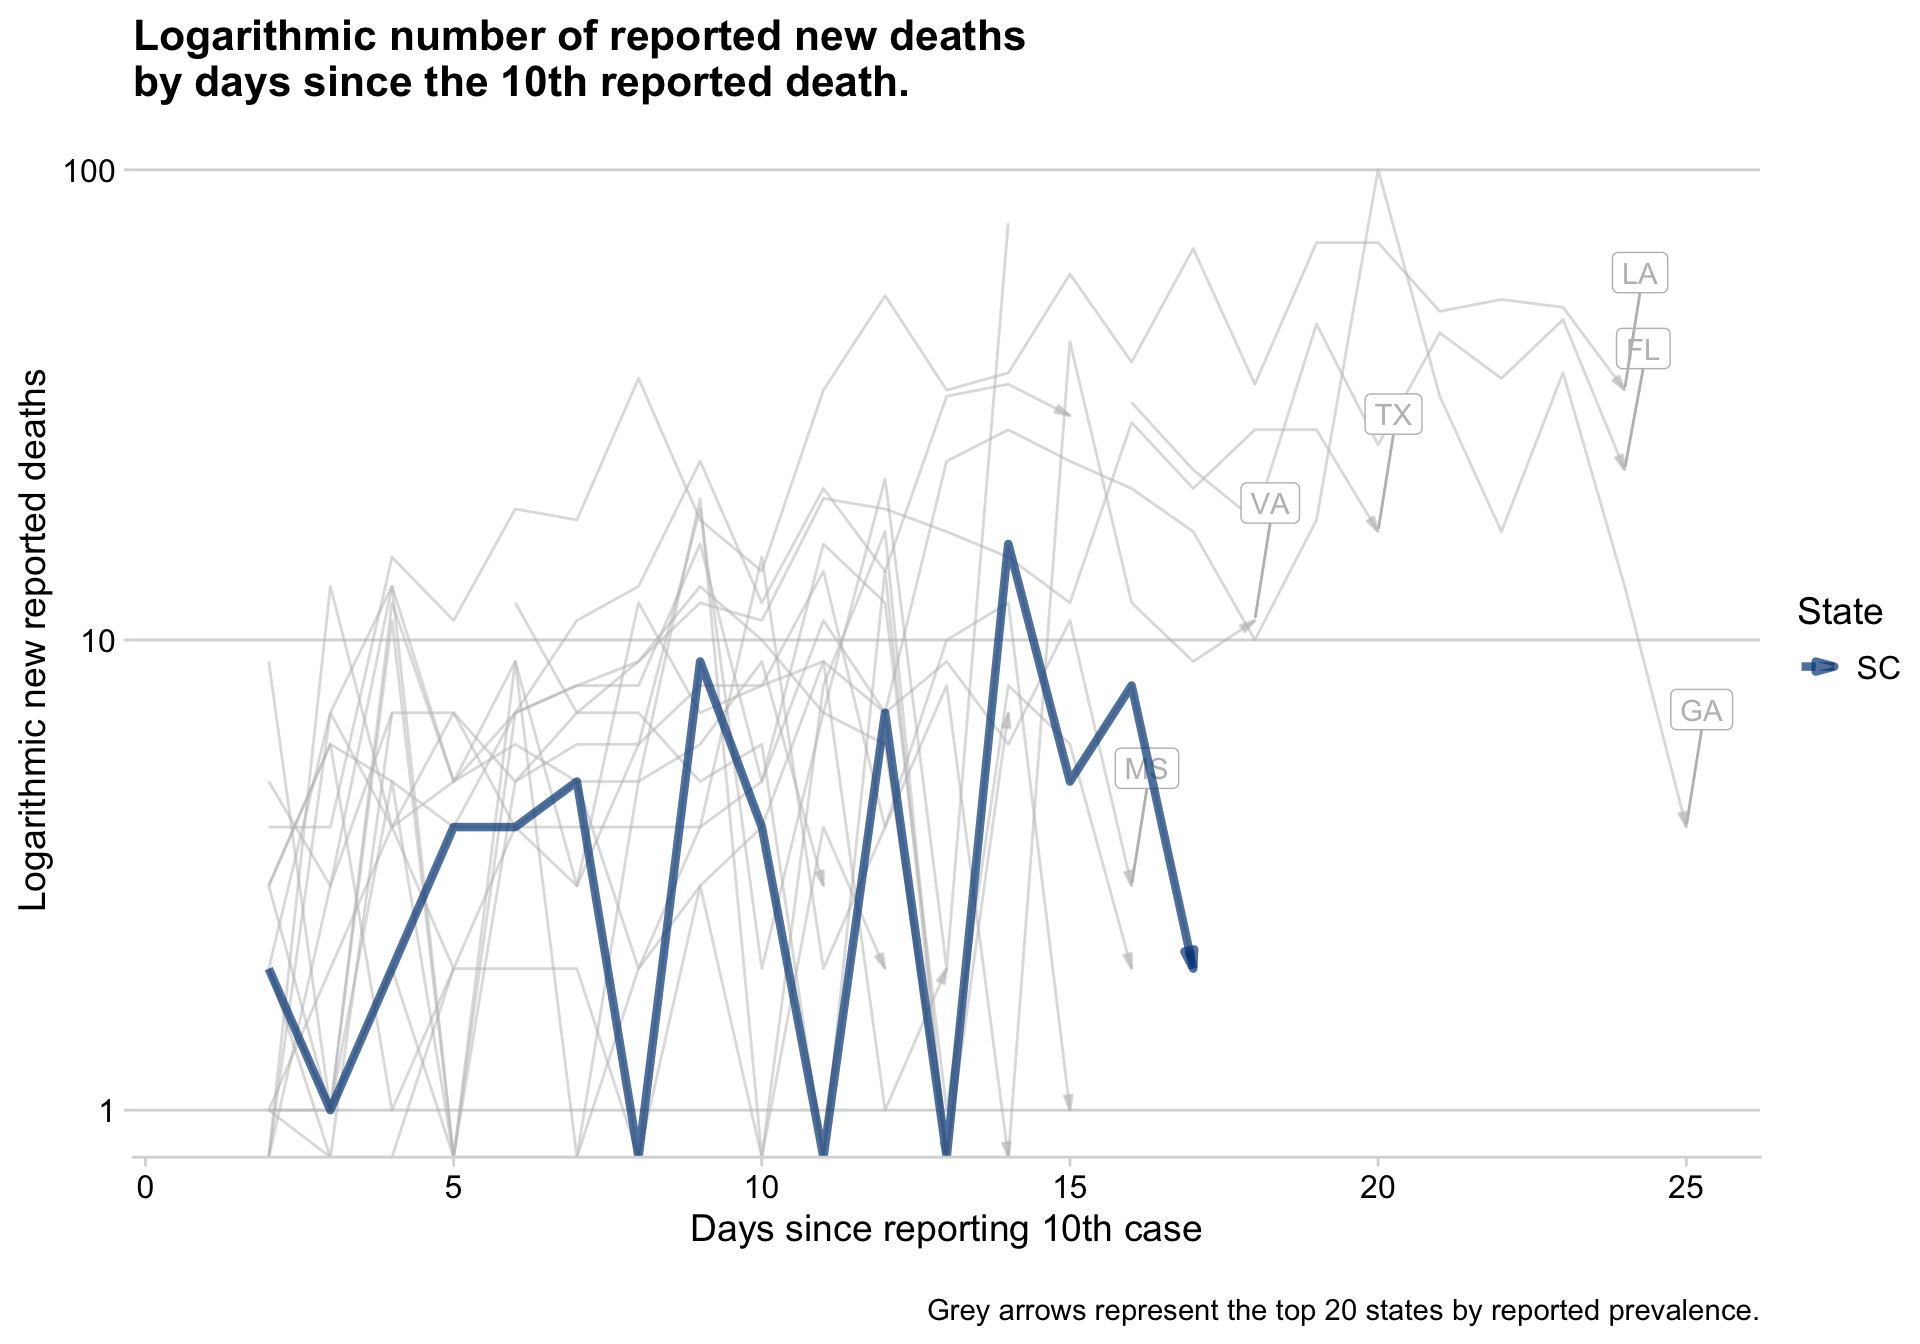 Logarithmic number of reported new deaths
by days since the 10th reported death.
100
10
1
Logarithmic new reported deaths
LA
FL
TX
VA
GA
MS
State
SC
0 5 10 15 20 25
Days since reporting 10th case
Grey arrows represent the top 20 states by reported prevalence.